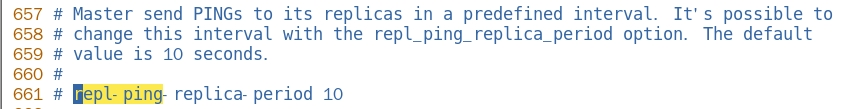 657 # Master send PINGs to its replicas in a predefined interval. It's possible to
658 # change this interval with the repl_ping_replica_period option. The default
659 # value is 10 seconds.
660 #
661 # repl-ping-replica-period 10